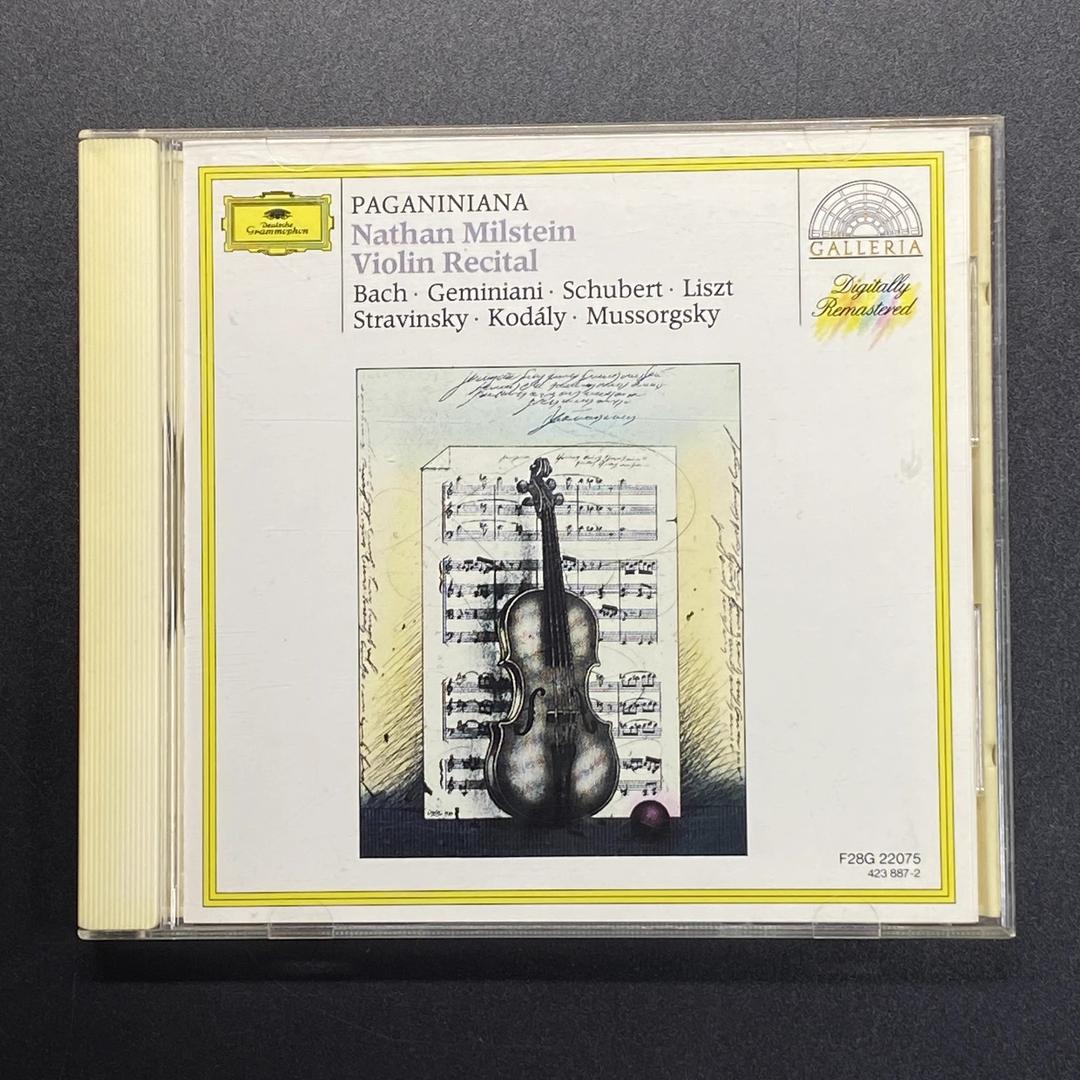 Deutsche
Grammophon
PAGANINIANA
Nathan Milstein
Violin Recital
Bach · Geminiani · Schubert · Liszt
Stravinsky · Kodály · Mussorgsky
GALLERIA
Digitally
Remastered
F28G 22075
423 887-2